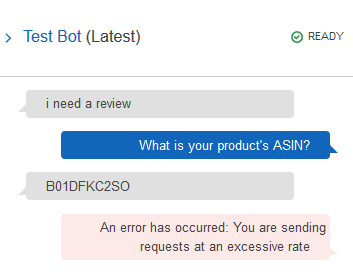 Test Bot (Latest)
READY
i need a review
What is your product's ASIN?
B01DFKC2SO
An error has occurred: You are sending
requests at an excessive rate